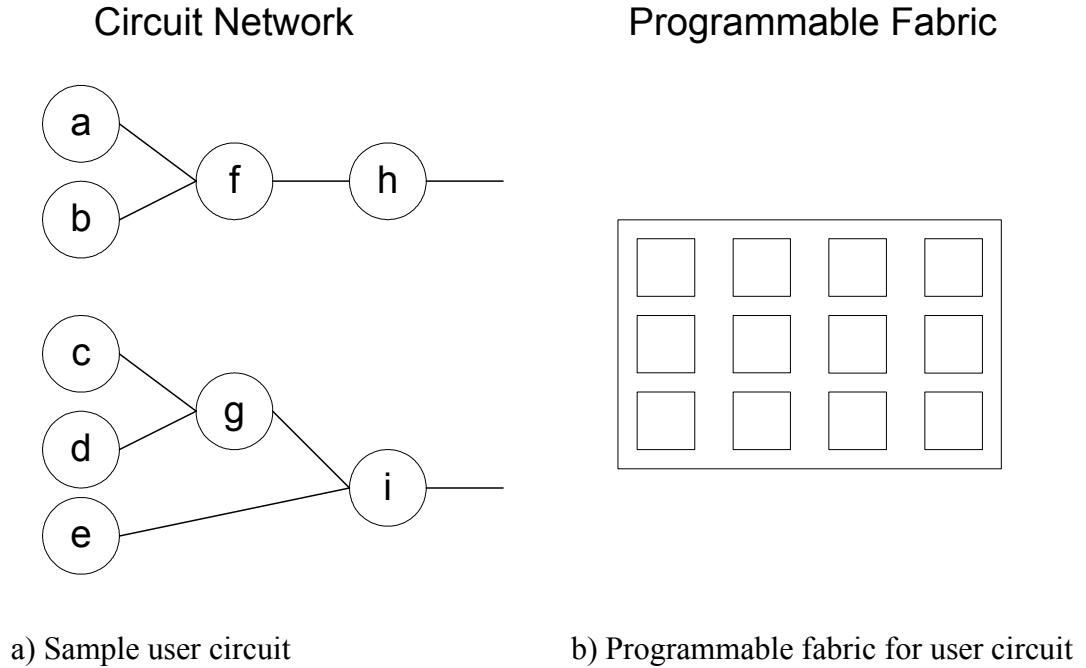 Circuit Network
Programmable Fabric
a
b
f
h
c
d
g
e
i
a) Sample user circuit
b) Programmable fabric for user circuit